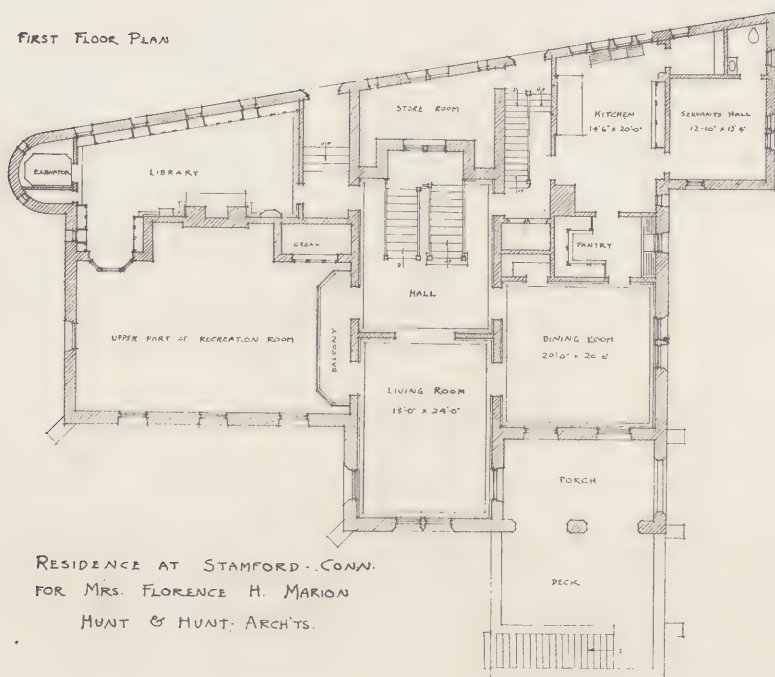 FIRST FLOOR PLAN
STORE ROOM
KITCHEN
14'6" X 20'0"
SERVANTS HALL
12'-10" X 13'4"
ELEVATOR
LIBRARY
ORGAN
PANTRY
HALL
UPPER PART OF RECREATION ROOM
BALCONY
DINING ROOM
20'0" X 20'6"
LIVING ROOM
18'0" X 24'0"
PORCH
DECK
RESIDENCE AT STAMFORD - CONN.
FOR MRS. FLORENCE H. MARION
HUNT & HUNT: ARCH'TS.